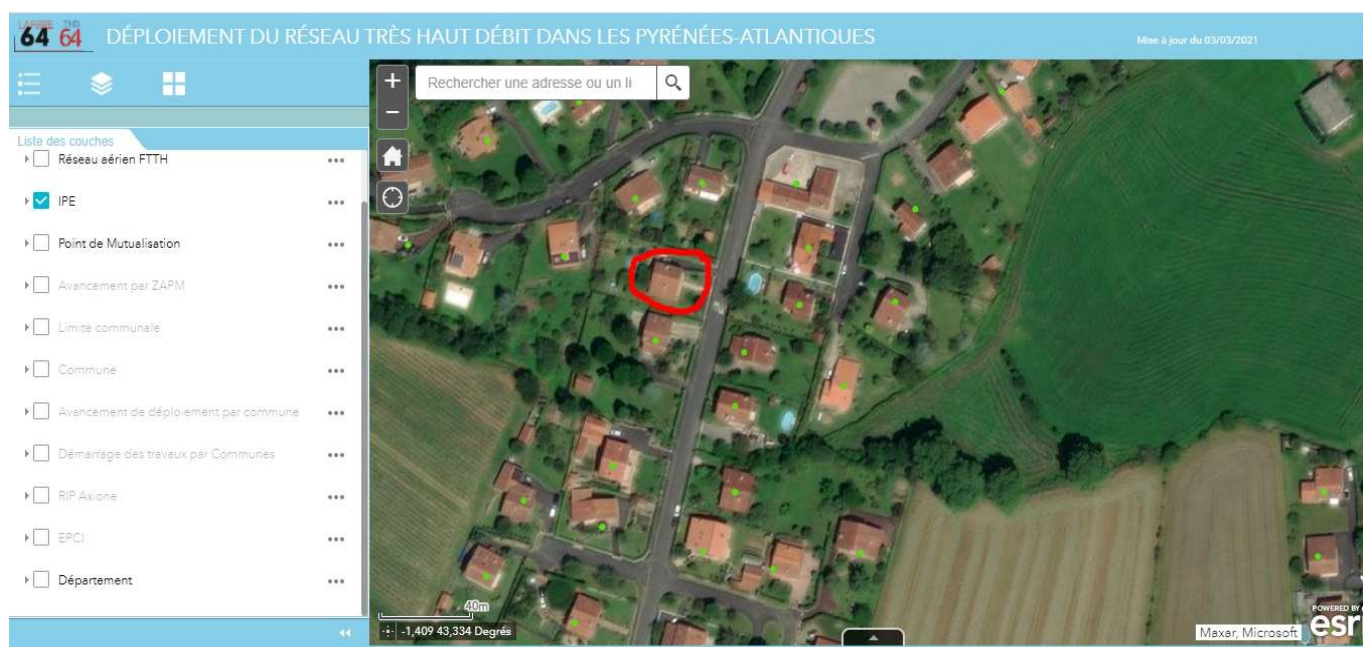 LAFIBRE 64
THD 64
DÉPLOIEMENT DU RÉSEAU TRÈS HAUT DÉBIT DANS LES PYRÉNÉES-ATLANTIQUES
Mise à jour du 03/03/2021
+
Rechercher une adresse ou un li
−
Liste des couches
Réseau aérien FTTH
IPE
Point de Mutualisation
Avancement par ZAPM
Limite communale
Commune
Avancement de déploiement par commune
Démarrage des travaux par Communes
RIP Axione
EPCI
Département
40m
-1,409 43,334 Degrés
Maxar, Microsoft
POWERED BY
esri